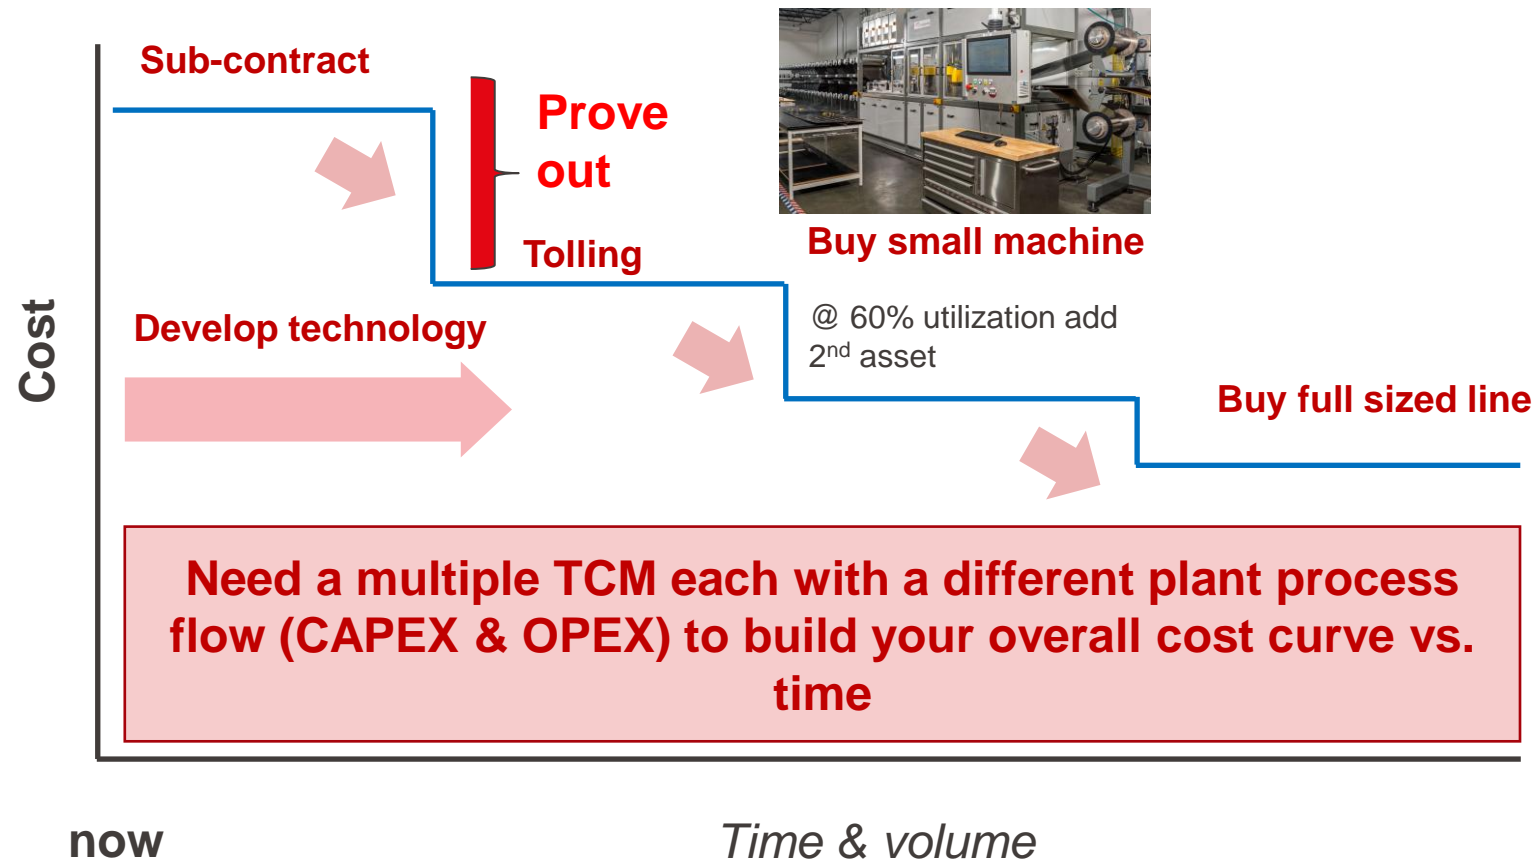 Sub-contract
Prove
out
Tolling
Buy small machine
@ 60% utilization add
2nd asset
Develop technology
Cost
Buy full sized line
Need a multiple TCM each with a different plant process
flow (CAPEX & OPEX) to build your overall cost curve vs.
time
now
Time & volume